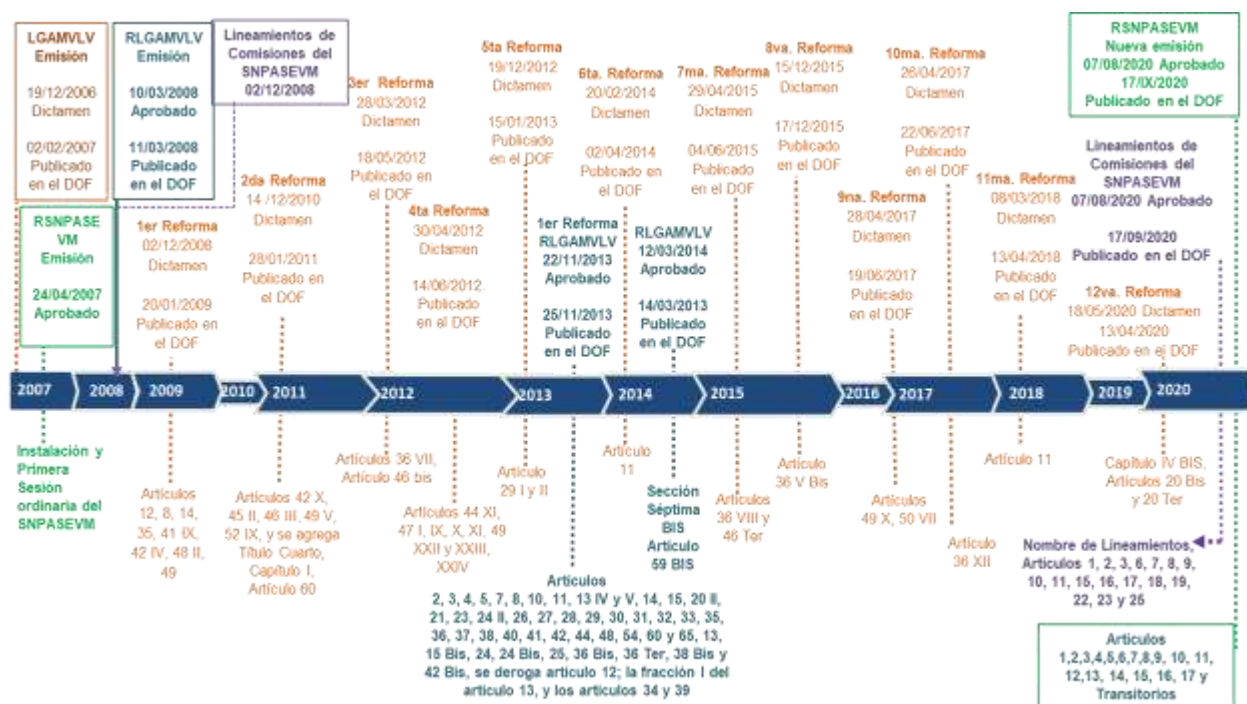 LGAMVLV
Emisión
19/12/2006
Dictamen
02/02/2007
Publicado
en el DOF
RLGAMVLV
Emisión
10/03/2008
Aprobado
11/03/2008
Publicado
en el DOF
Lineamientos de
Comisiones del
SNPASEVM
02/12/2008
RSNPASE
VM
Emisión
24/04/2007
Aprobado
1er Reforma
02/12/2008
Dictamen
20/01/2009
Publicado en
el DOF
2da Reforma
14/12/2010
Dictamen
28/01/2011
Publicado en
el DOF
3er Reforma
28/03/2012
Dictamen
18/05/2012
Publicado en
el DOF
4ta Reforma
30/04/2012
Dictamen
14/06/2012
Publicado
en el DOF
5ta Reforma
19/12/2012
Dictamen
15/01/2013
Publicado
en el DOF
1er Reforma
RLGAMVLV
22/11/2013
Aprobado
25/11/2013
Publicado
en el DOF
6ta. Reforma
20/02/2014
Dictamen
02/04/2014
Publicado
en el DOF
RLGAMVLV
12/03/2014
Aprobado
14/03/2013
Publicado
en el DOF
7ma. Reforma
29/04/2015
Dictamen
04/06/2015
Publicado
en el DOF
8va. Reforma
15/12/2015
Dictamen
17/12/2015
Publicado
en el DOF
9na. Reforma
28/04/2017
Dictamen
19/06/2017
Publicado
en el DOF
10ma. Reforma
26/04/2017
Dictamen
22/06/2017
Publicado
en el DOF
11ma. Reforma
08/03/2018
Dictamen
13/04/2018
Publicado
en el DOF
RSNPASEVM
Nueva emisión
07/08/2020 Aprobado
17/IX/2020
Publicado en el DOF
Lineamientos de
Comisiones del
SNPASEVM
07/08/2020 Aprobado
17/09/2020
Publicado en el DOF
12va. Reforma
18/05/2020 Dictamen
13/04/2020
Publicado en el DOF
2007 2008 2009 2010 2011 2012 2013 2014 2015 2016 2017 2018 2019 2020
Instalación y
Primera
Sesión
ordinaria del
SNPASEVM
Artículos
12, 8, 14,
35, 41 IX,
42 IV, 48 II,
49
Artículos 42 X,
45 II, 46 III, 49 V,
52 IX, y se agrega
Título Cuarto,
Capítulo I,
Artículo 60
Artículos 36 VII,
Artículo 46 bis
Artículos 44 XI,
47 I, IX, X, XI, 49
XXII y XXIII,
XXIV
Artículo
29 I y II
Artículos
2, 3, 4, 5, 7, 8, 10, 11, 13 IV y V, 14, 15, 20 II,
21, 23, 24 II, 26, 27, 28, 29, 30, 31, 32, 33, 35,
36, 37, 38, 40, 41, 42, 44, 48, 54, 60 y 65, 13,
15 Bis, 24, 24 Bis, 25, 36 Bis, 36 Ter, 38 Bis y
42 Bis, se deroga artículo 12; la fracción I del
artículo 13, y los artículos 34 y 39
Artículo
11
Sección
Séptima
BIS
Artículo
59 BIS
Artículos
36 VIII y
46 Ter
Artículo
36 V Bis
Artículos
49 X, 50 VII
Artículo
36 XII
Artículo 11
Capítulo IV BIS,
Artículos 20 Bis
y 20 Ter
Nombre de Lineamientos,
Artículos 1, 2, 3, 6, 7, 8, 9,
10, 11, 15, 16, 17, 18, 19,
22, 23 y 25
Artículos
1,2,3,4,5,6,7,8,9, 10, 11,
12,13, 14, 15, 16, 17 y
Transitorios